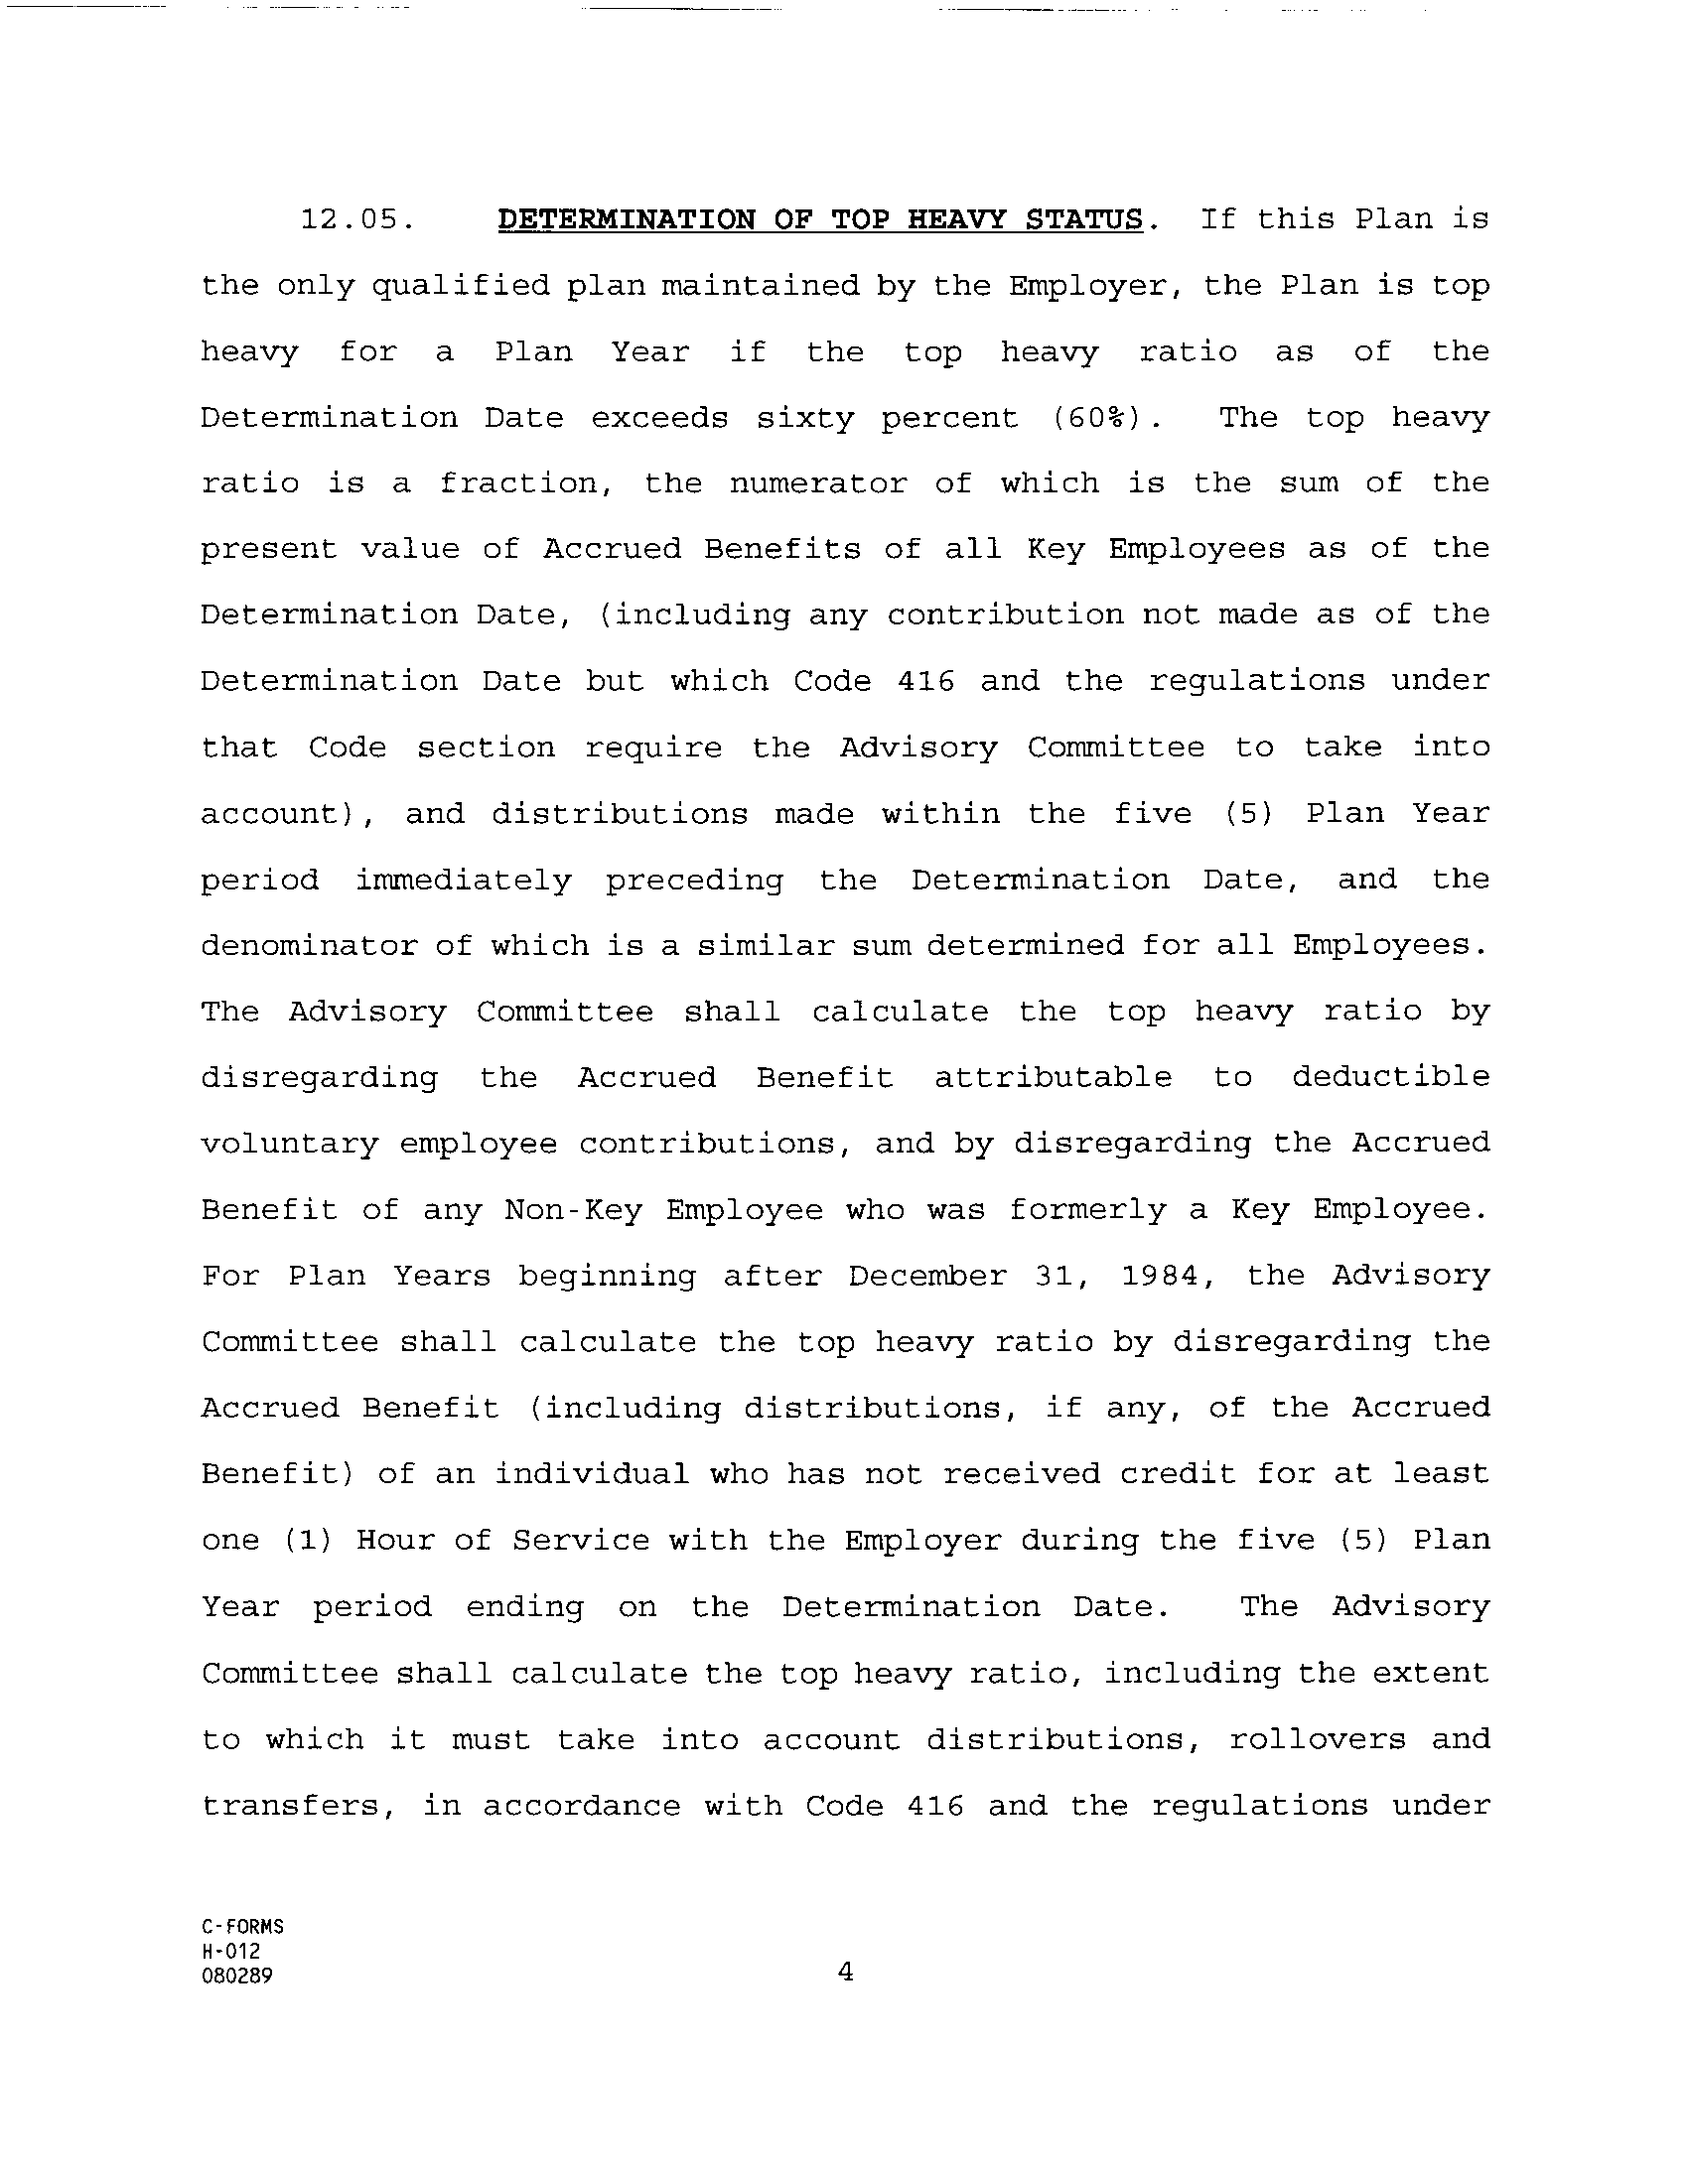 12.05. DETERMINATION OF TOP HEAVY STATUS. If this Plan is
the only qualified plan maintained by the Employer, the Plan is top
heavy for a Plan Year if the top heavy ratio as of the
Determination Date exceeds sixty percent (60%). The top heavy
ratio is a fraction, the numerator of which is the sum of the
present value of Accrued Benefits of all Key Employees as of the
Determination Date, (including any contribution not made as of the
Determination Date but which Code 416 and the regulations under
that Code section require the Advisory Committee to take into
account), and distributions made within the five (5) Plan Year
period immediately preceding the Determination Date, and the
denominator of which is a similar sum determined for all Employees.
The Advisory Committee shall calculate the top heavy ratio by
disregarding the Accrued Benefit attributable to deductible
voluntary employee contributions, and by disregarding the Accrued
Benefit of any Non-Key Employee who was formerly a Key Employee.
For Plan Years beginning after December 31, 1984, the Advisory
Committee shall calculate the top heavy ratio by disregarding the
Accrued Benefit (including distributions, if any, of the Accrued
Benefit) of an individual who has not received credit for at least
one (1) Hour of Service with the Employer during the five (5) Plan
Year period ending on the Determination Date. The Advisory
Committee shall calculate the top heavy ratio, including the extent
to which it must take into account distributions, rollovers and
transfers, in accordance with Code 416 and the regulations under
C-FORMS
H-012
080289
4